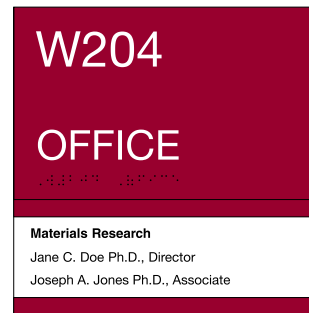 W204
OFFICE
Materials Research
Jane C. Doe Ph.D., Director
Joseph A. Jones Ph.D., Associate